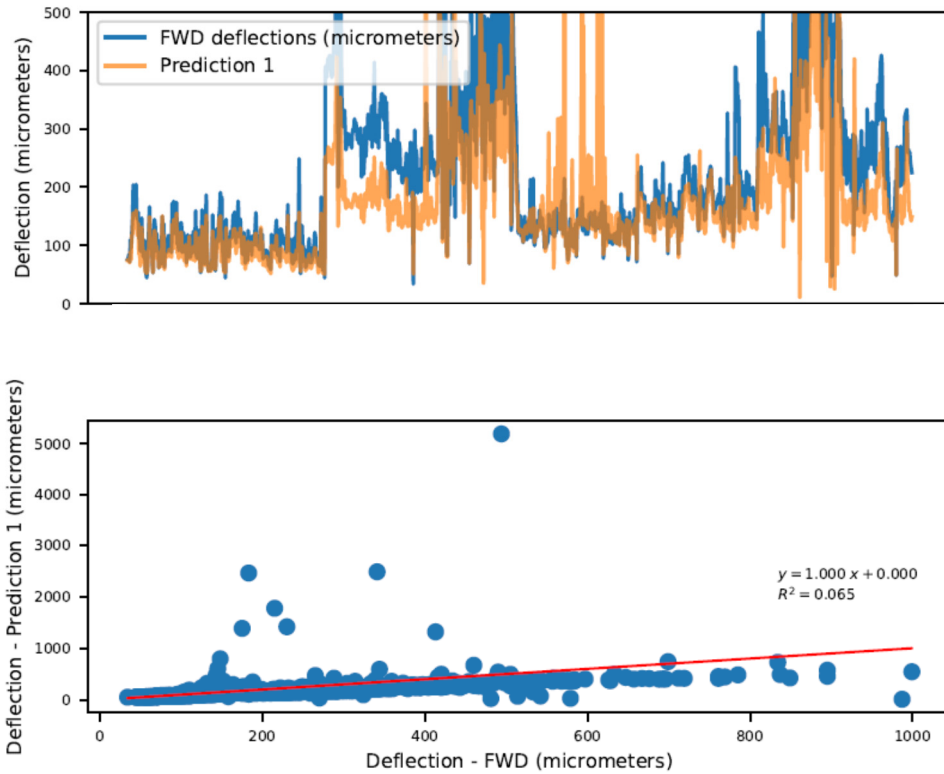 Deflection (micrometers)
500
400
300
200
100
0
FWD deflections (micrometers)
Prediction 1
Deflection - Prediction 1 (micrometers)
5000
4000
3000
2000
1000
0
y = 1.000 x + 0.000
R² = 0.065
0 200 400 600 800 1000
Deflection - FWD (micrometers)